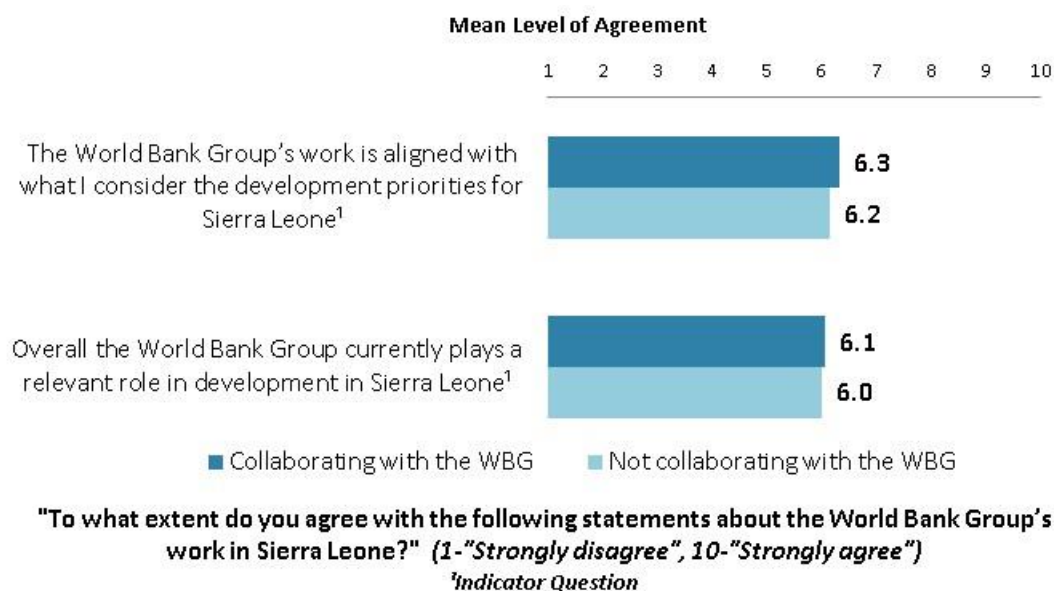 Mean Level of Agreement
1 2 3 4 5 6 7 8 9 10
The World Bank Group's work is aligned with
what I consider the development priorities for
Sierra Leone¹
6.3
6.2
Overall the World Bank Group currently plays a
relevant role in development in Sierra Leone¹
6.1
6.0
Collaborating with the WBG Not collaborating with the WBG
"To what extent do you agree with the following statements about the World Bank Group's
work in Sierra Leone?" (1-"Strongly disagree", 10-"Strongly agree")
¹Indicator Question